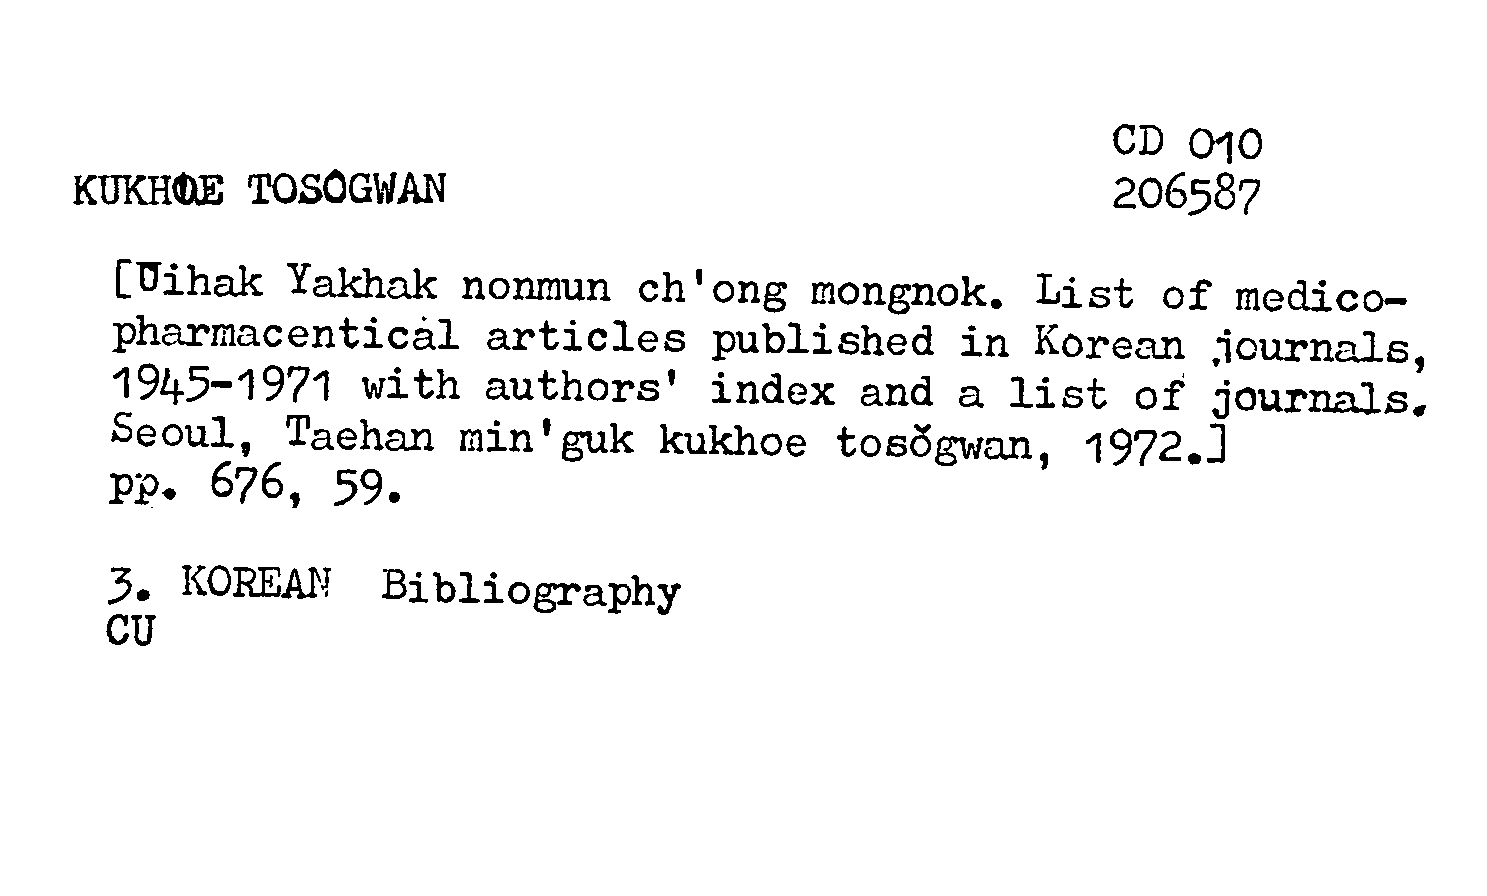 CD 010
KUKHOE TOSŎGWAN
206587
[Uihak Yakhak nonmun ch'ong mongnok. List of medico-
pharmacentical articles published in Korean journals,
1945-1971 with authors' index and a list of journals.
Seoul, Taehan min'guk kukhoe tosŏgwan, 1972.]
pp. 676, 59.
3. KOREAN Bibliography
CU